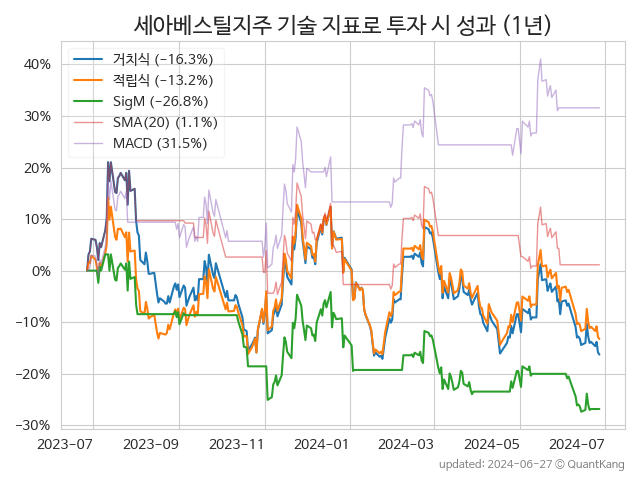 세아베스틸지주 기술 지표로 투자 시 성과 (1년)
거치식 (−16.3%)
적립식 (−13.2%)
SigM (−26.8%)
SMA(20) (1.1%)
MACD (31.5%)
40%
30%
20%
10%
0%
−10%
−20%
−30%
2023-07 2023-09 2023-11 2024-01 2024-03 2024-05 2024-07
updated: 2024-06-27 © QuantKang